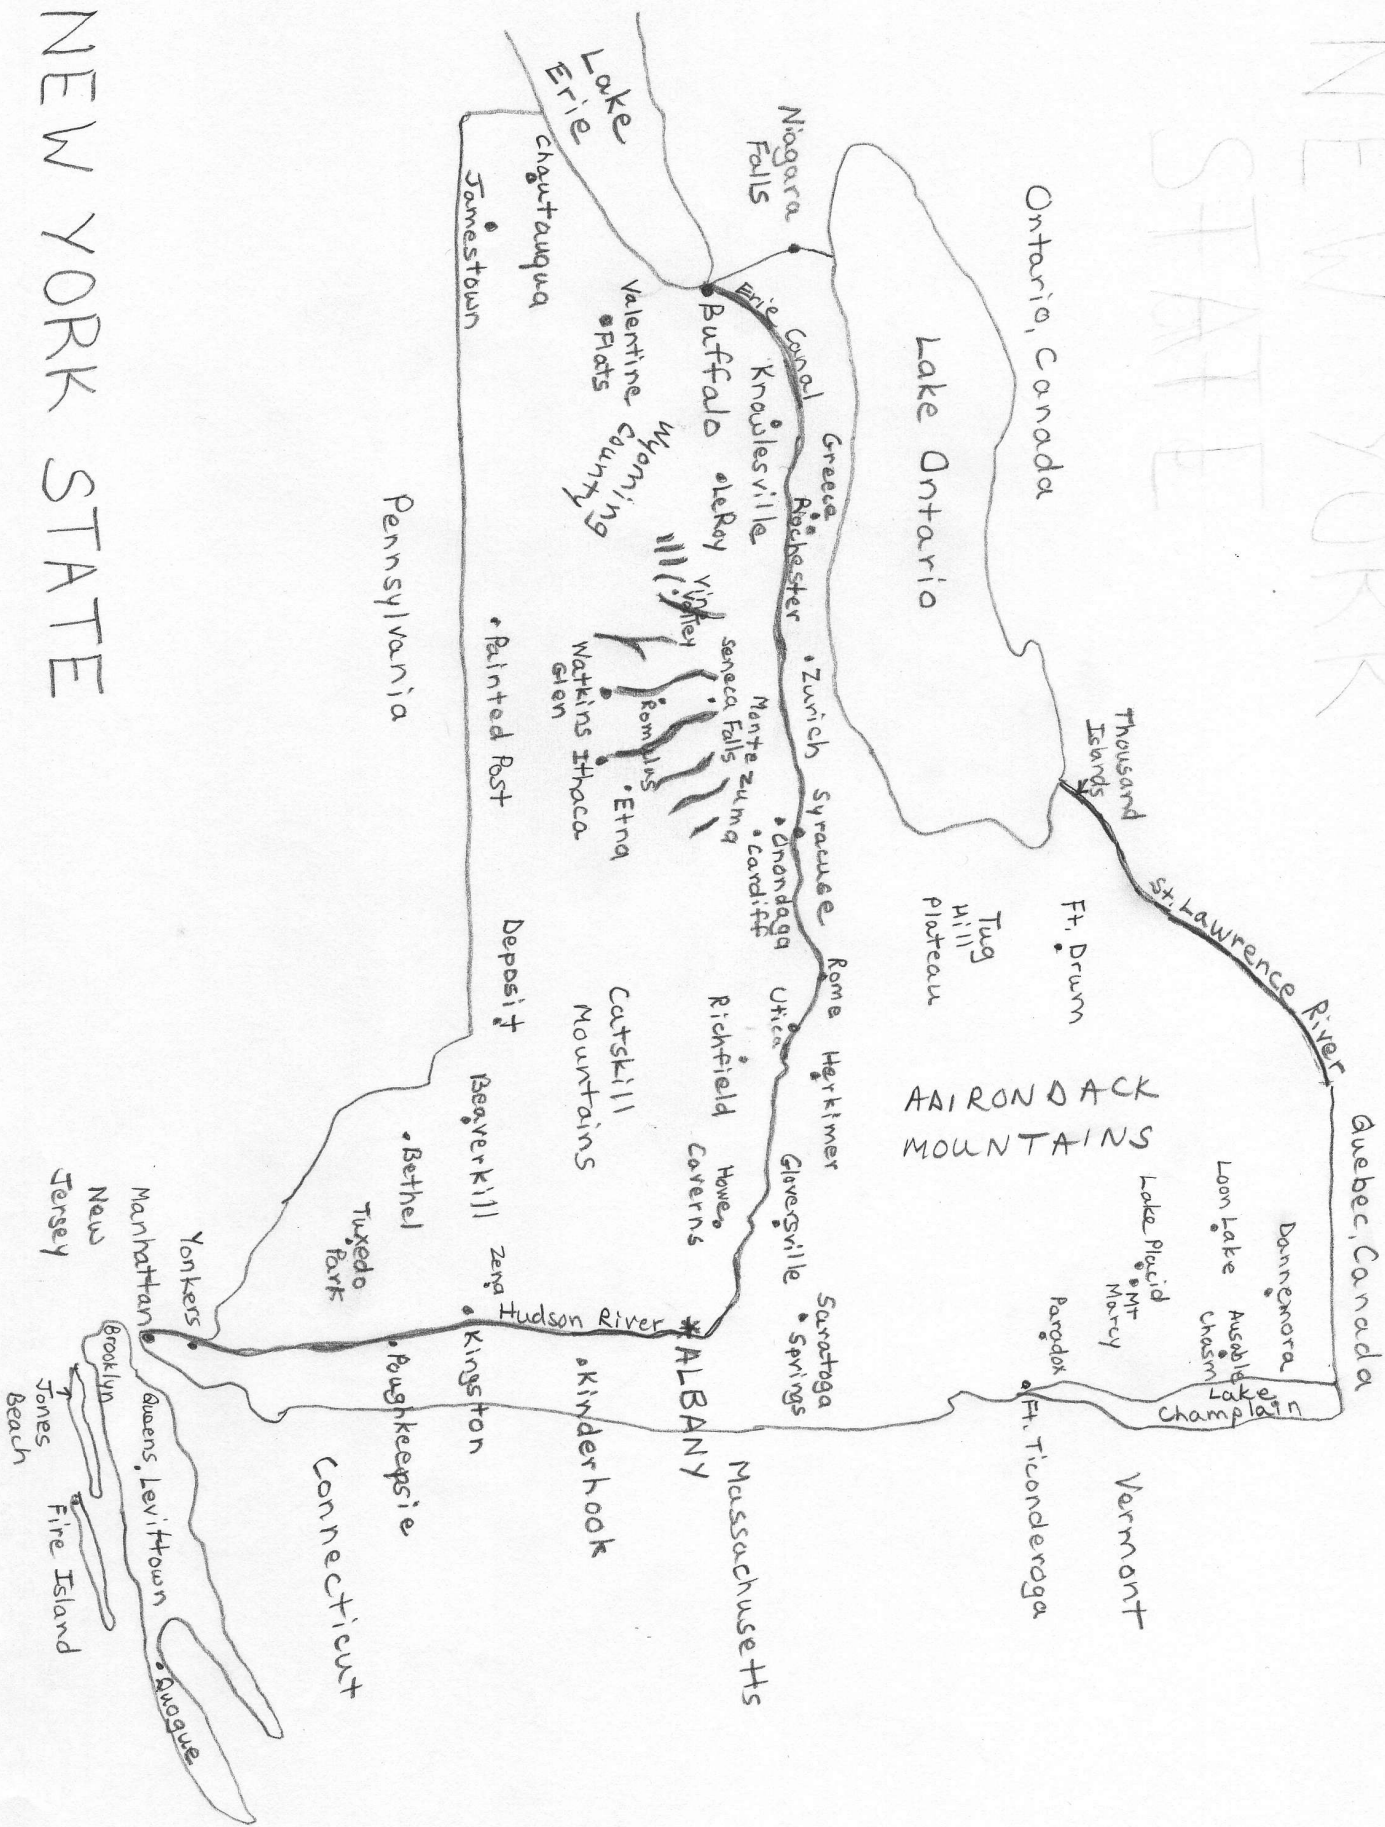 NEW YORK
STATE
Quebec, Canada
St. Lawrence River
Dannemora
Loon Lake
Ausable
Chasm
Lake
Champlain
Thousand
Islands
Ft. Drum
Lake Placid
Mt
Marcy
Vermont
Ontario, Canada
ADIRONDACK
MOUNTAINS
Paradox
Ft. Ticonderoga
Tug
Hill
Plateau
Lake Ontario
Niagara
Falls
Erie Canal
Greece
Rochester
Zurich
Syracuse
Rome
Herkimer
Utica
Gloversville
Saratoga
Springs
Knowlesville
Onondaga
Cardiff
Montezuma
Seneca Falls
Massachusetts
Lake
Erie
Buffalo
LeRoy
Richfield
Howe
Caverns
ALBANY
Valentine
Flats
Wyoming
County
Vine
Valley
Romulus
Hudson River
Etna
Ithaca
Watkins
Glen
Catskill
Mountains
Kinderhook
Chautauqua
Jamestown
Painted Post
Deposit
Beaverkill
Zena
Kingston
Pennsylvania
Bethel
Poughkeepsie
Tuxedo
Park
Connecticut
Yonkers
Manhattan
New
Jersey
Brooklyn
Queens
Levittown
Quogue
Jones
Beach
Fire Island
NEW YORK STATE